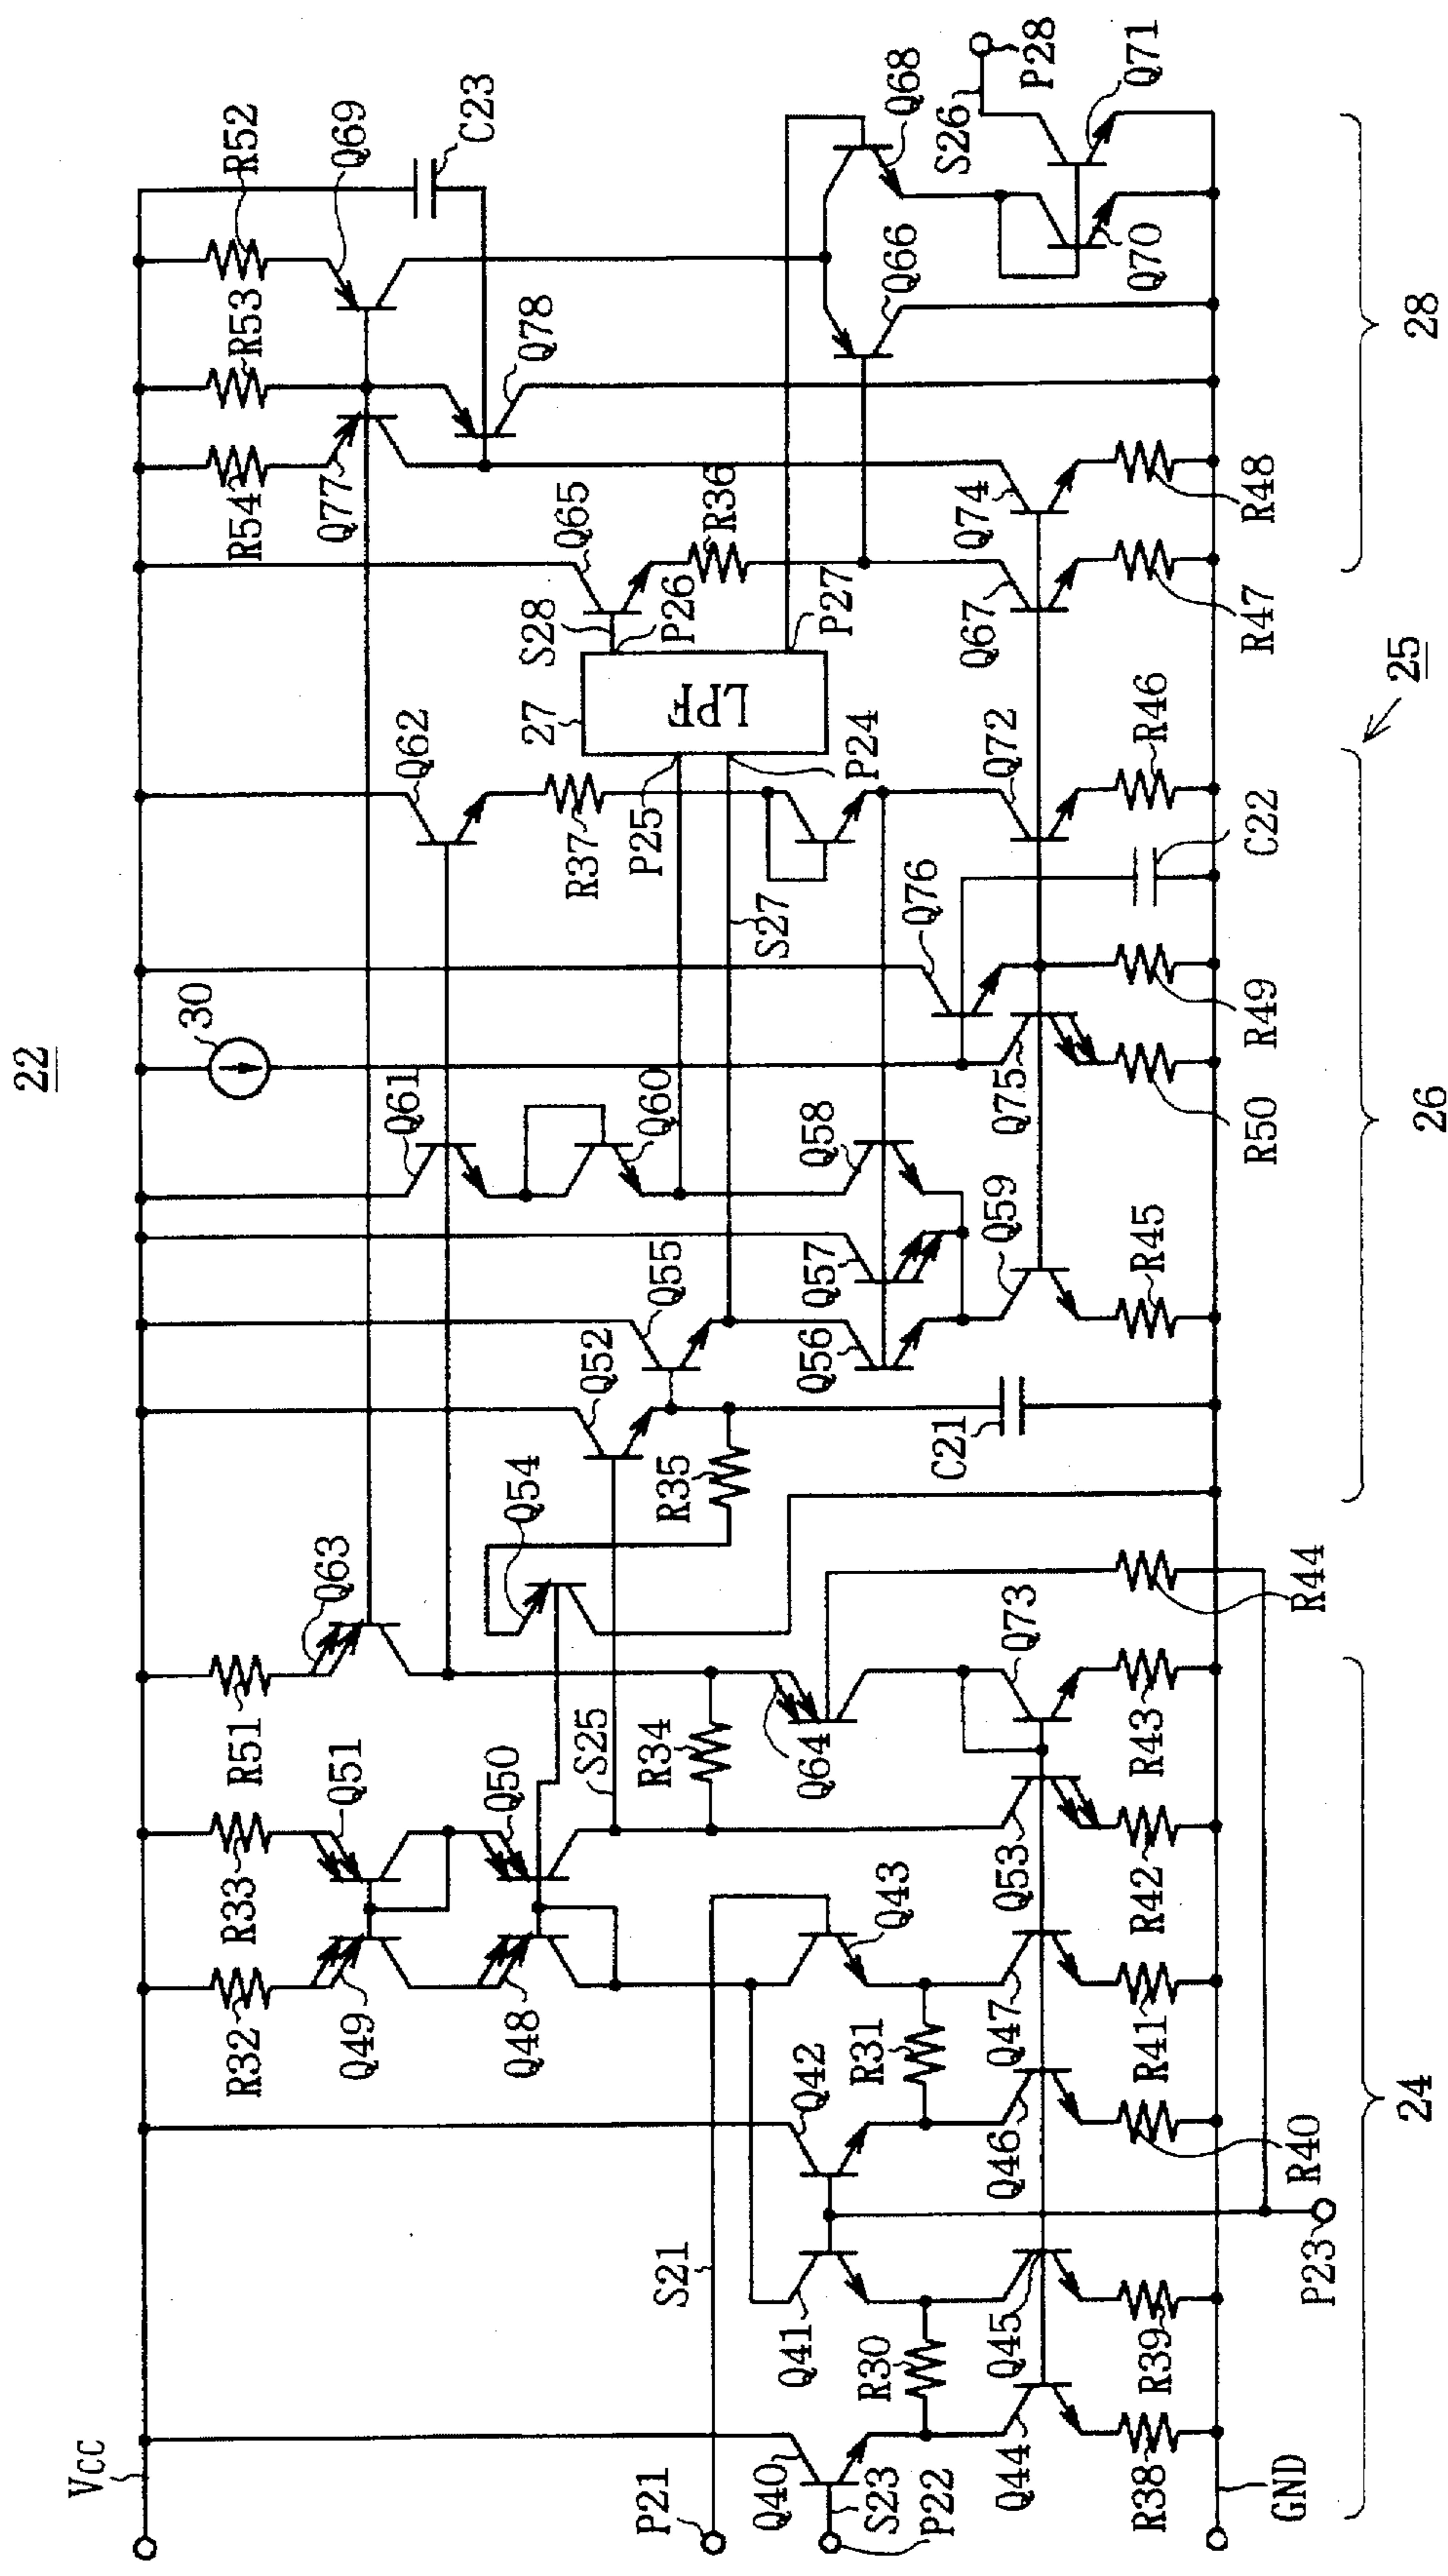 22
VCC
R32
R33
R51
R54
R53
R52
Q49
Q51
Q63
Q77
Q69
C23
Q61
30
Q62
Q78
Q48
Q50
Q54
Q60
R37
Q65
S25
R35
Q52
Q55
S28
R36
P26
27
LPF
P25
P24
P27
S27
R34
Q64
S21
P21
Q40
Q41
Q42
Q43
Q56
Q57
Q58
Q76
Q66
Q68
S23
P22
R30
R31
C21
S26
P28
Q44
Q45
Q46
Q47
Q53
Q73
Q59
Q75
Q72
Q67
Q74
Q70
Q71
R38
R39
R40
R41
R42
R43
R44
R45
R50
R49
C22
R46
R47
R48
GND
P23
24
26
25
28